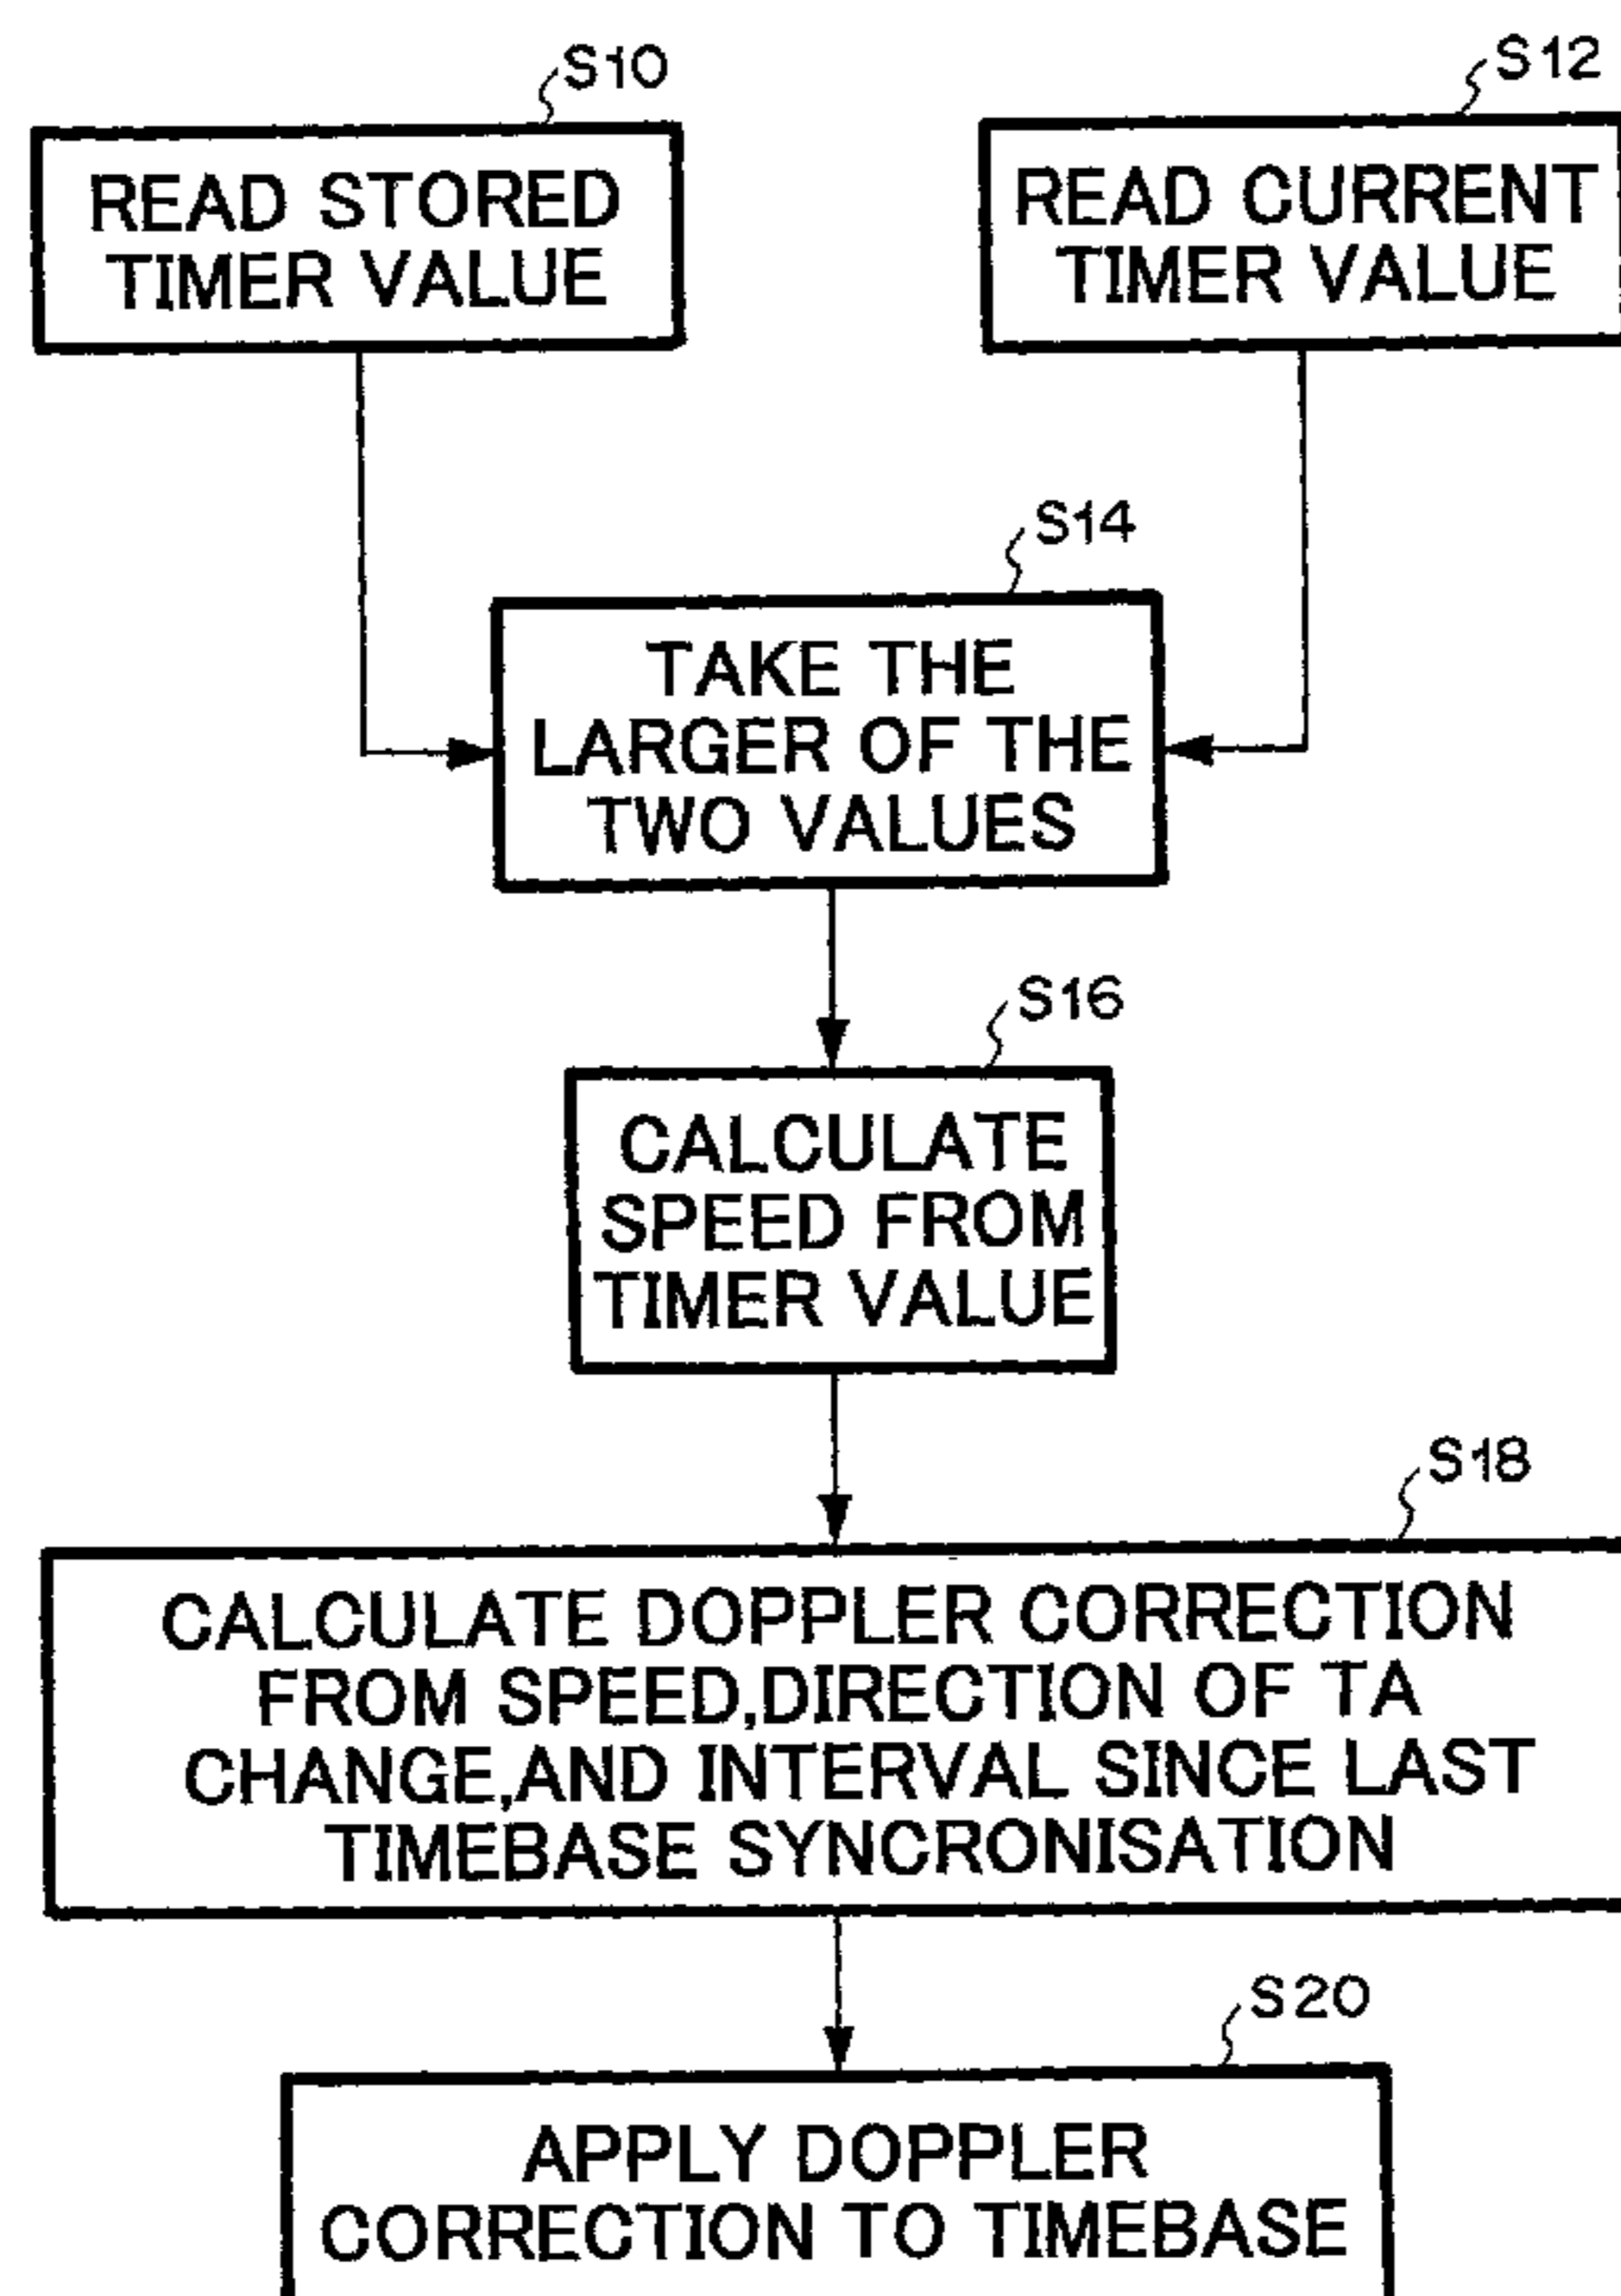 S10
READ STORED
TIMER VALUE
S12
READ CURRENT
TIMER VALUE
S14
TAKE THE
LARGER OF THE
TWO VALUES
S16
CALCULATE
SPEED FROM
TIMER VALUE
S18
CALCULATE DOPPLER CORRECTION
FROM SPEED,DIRECTION OF TA
CHANGE,AND INTERVAL SINCE LAST
TIMEBASE SYNCRONISATION
S20
APPLY DOPPLER
CORRECTION TO TIMEBASE